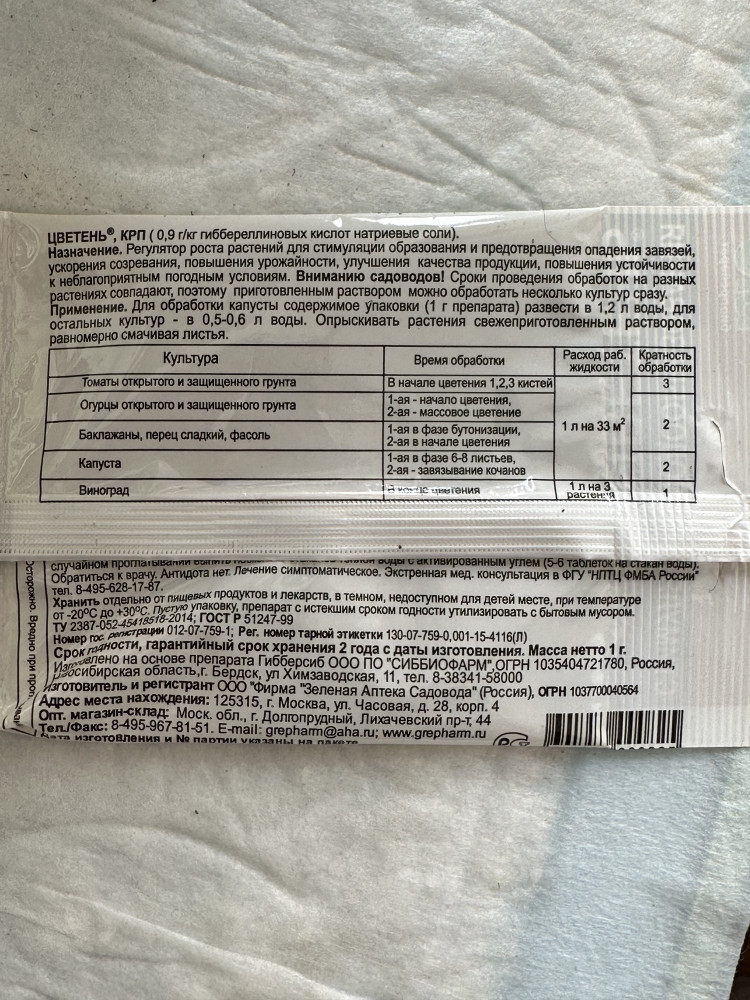 ЦВЕТЕНЬ®, КРП ( 0,9 г/кг гиббереллиновых кислот натриевые соли).
Назначение. Регулятор роста растений для стимуляции образования и предотвращения опадения завязей,
ускорения созревания, повышения урожайности, улучшения качества продукции, повышения устойчивости
к неблагоприятным погодным условиям. Вниманию садоводов! Сроки проведения обработок на разных
растениях совпадают, поэтому приготовленным раствором можно обработать несколько культур сразу.
Применение. Для обработки капусты содержимое упаковки (1 г препарата) развести в 1,2 л воды, для
остальных культур - в 0,5-0,6 л воды. Опрыскивать растения свежеприготовленным раствором,
равномерно смачивая листья.
Культура Время обработки Расход раб. жидкости Кратность обработки
Томаты открытого и защищенного грунта В начале цветения 1,2,3 кистей 3
Огурцы открытого и защищенного грунта 1-ая - начало цветения,
2-ая - массовое цветение
1 л на 33 м² 2
Баклажаны, перец сладкий, фасоль 1-ая в фазе бутонизации,
2-ая в начале цветения
Капуста 1-ая в фазе 6-8 листьев,
2-ая - завязывание кочанов 2
Виноград В конце цветения 1 л на 3 растения 1
случайном проглатывании выпить воды с активированным углем (5-6 таблеток на стакан воды).
Обратиться к врачу. Антидота нет. Лечение симптоматическое. Экстренная мед. консультация в ФГУ "НПТЦ ФМБА России"
тел. 8-495-628-17-87.
Хранить отдельно от пищевых продуктов и лекарств, в темном, недоступном для детей месте, при температуре
от -20°С до +30°С. Пустую упаковку, препарат с истекшим сроком годности утилизировать с бытовым мусором.
ТУ 2387-052-45418518-2014; ГОСТ Р 51247-99
Номер гос. регистрации 012-07-759-1; Рег. номер тарной этикетки 130-07-759-0,001-15-4116(Л)
Срок годности, гарантийный срок хранения 2 года с даты изготовления. Масса нетто 1 г.
Изготовлено на основе препарата Гибберсиб ООО ПО "СИББИОФАРМ",ОГРН 1035404721780, Россия,
Новосибирская область,г. Бердск, ул Химзаводская, 11, тел. 8-38341-58000
Изготовитель и регистрант ООО "Фирма "Зеленая Аптека Садовода" (Россия), ОГРН 1037700040564
Адрес места нахождения: 125315, г. Москва, ул. Часовая, д. 28, корп. 4
Опт. магазин-склад: Моск. обл., г. Долгопрудный, Лихачевский пр-т, 44
Тел./Факс: 8-495-967-81-51. E-mail: grepharm@aha.ru; www.grepharm.ru
Дата изготовления и № партии указаны на пакете
Осторожно. Вредно при